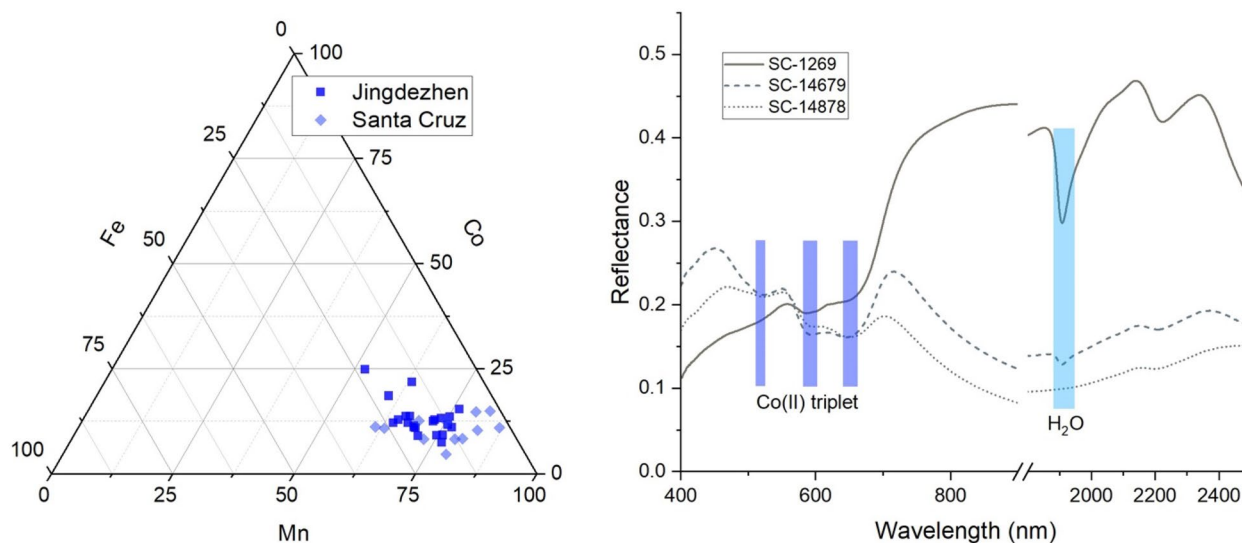 0
100
Jingdezhen
Santa Cruz
25
75
Fe
Co
50
50
75
25
100
0
0
25
50
75
100
Mn
0.5
0.4
0.3
0.2
0.1
0.0
Reflectance
SC-1269
SC-14679
SC-14878
Co(II) triplet
H₂O
400
600
800
2000
2200
2400
Wavelength (nm)